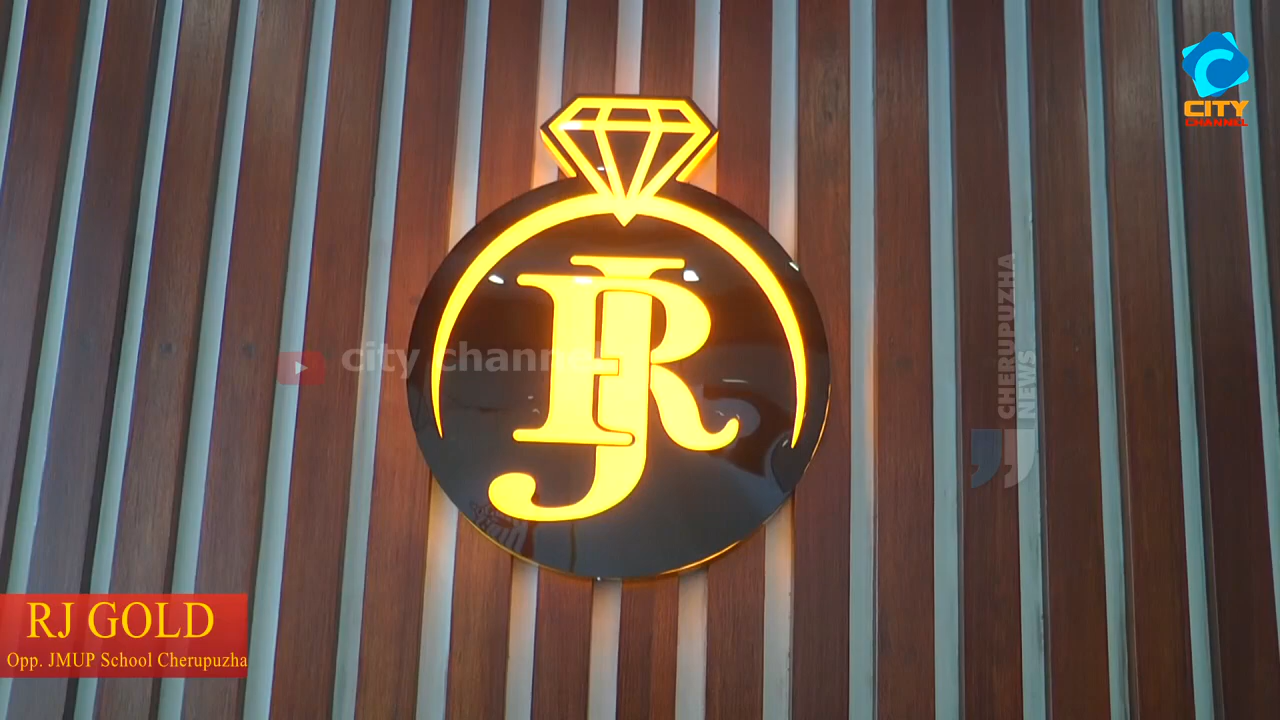 CITY
CHANNEL
RJ
city channel
CHERUPUZHA
NEWS
RJ GOLD
Opp. JMUP School Cherupuzha